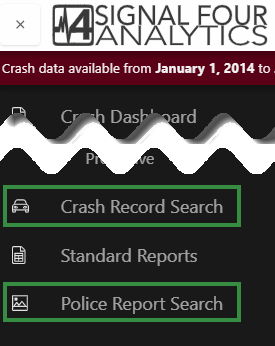 SIGNAL FOUR
ANALYTICS
Crash data available from January 1, 2014 to
Crash Dashboard
Crash Record Search
Standard Reports
Police Report Search